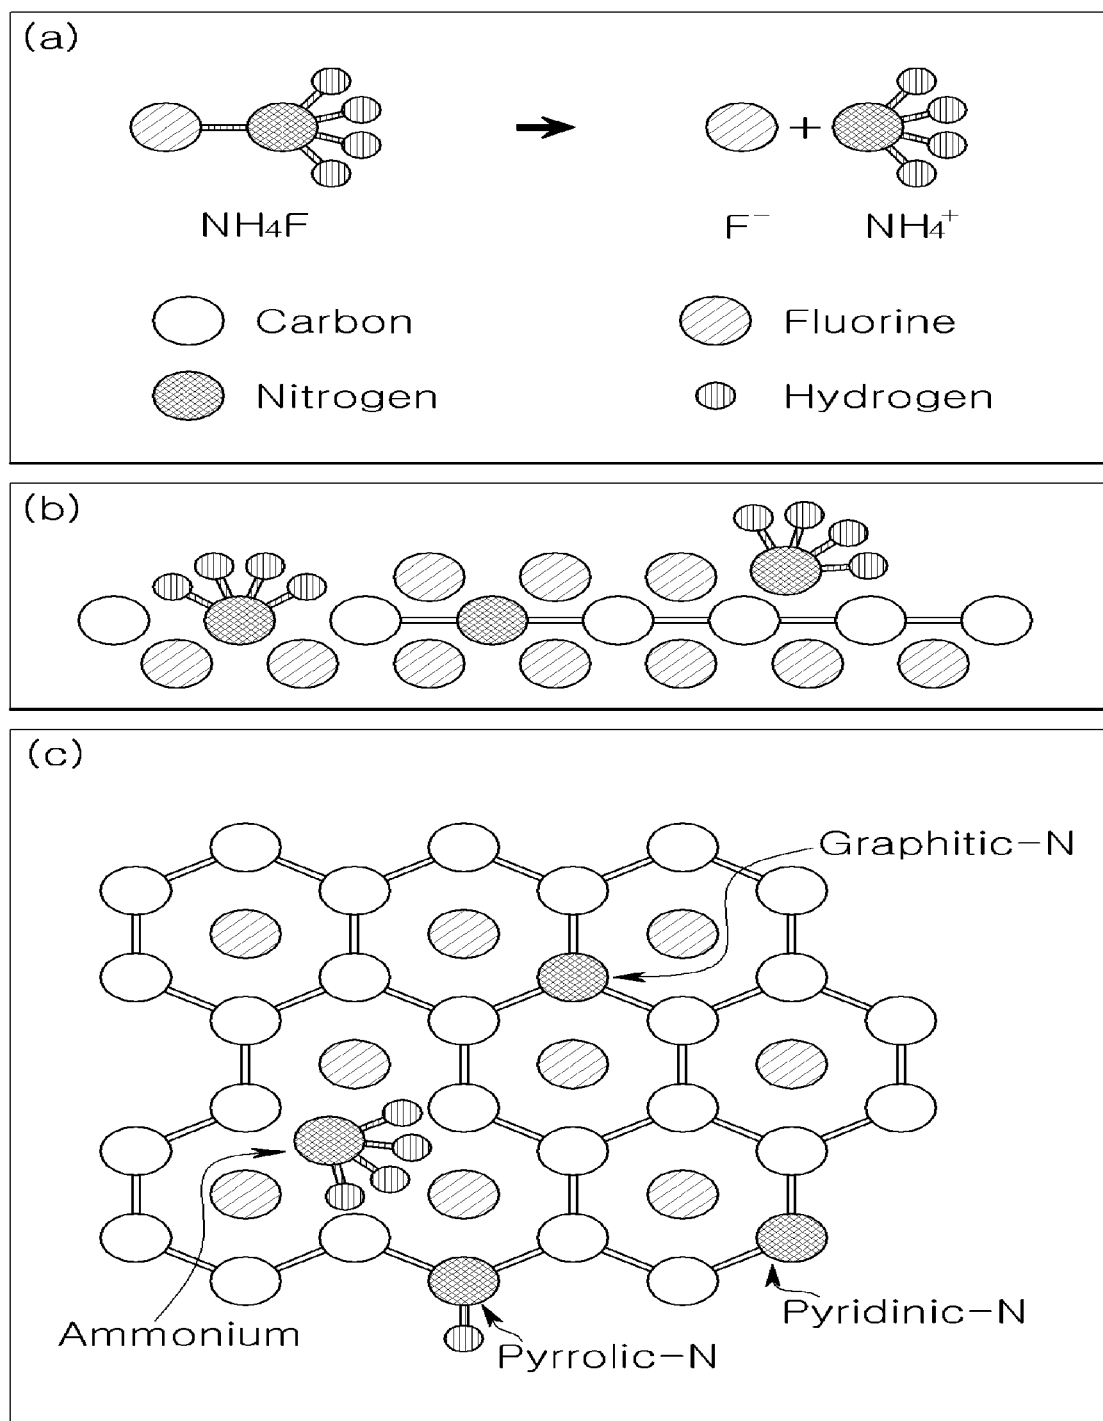 (a)
NH₄F
F⁻
NH₄⁺
Carbon
Fluorine
Nitrogen
Hydrogen
(b)
(c)
Graphitic-N
Ammonium
Pyrrolic-N
Pyridinic-N